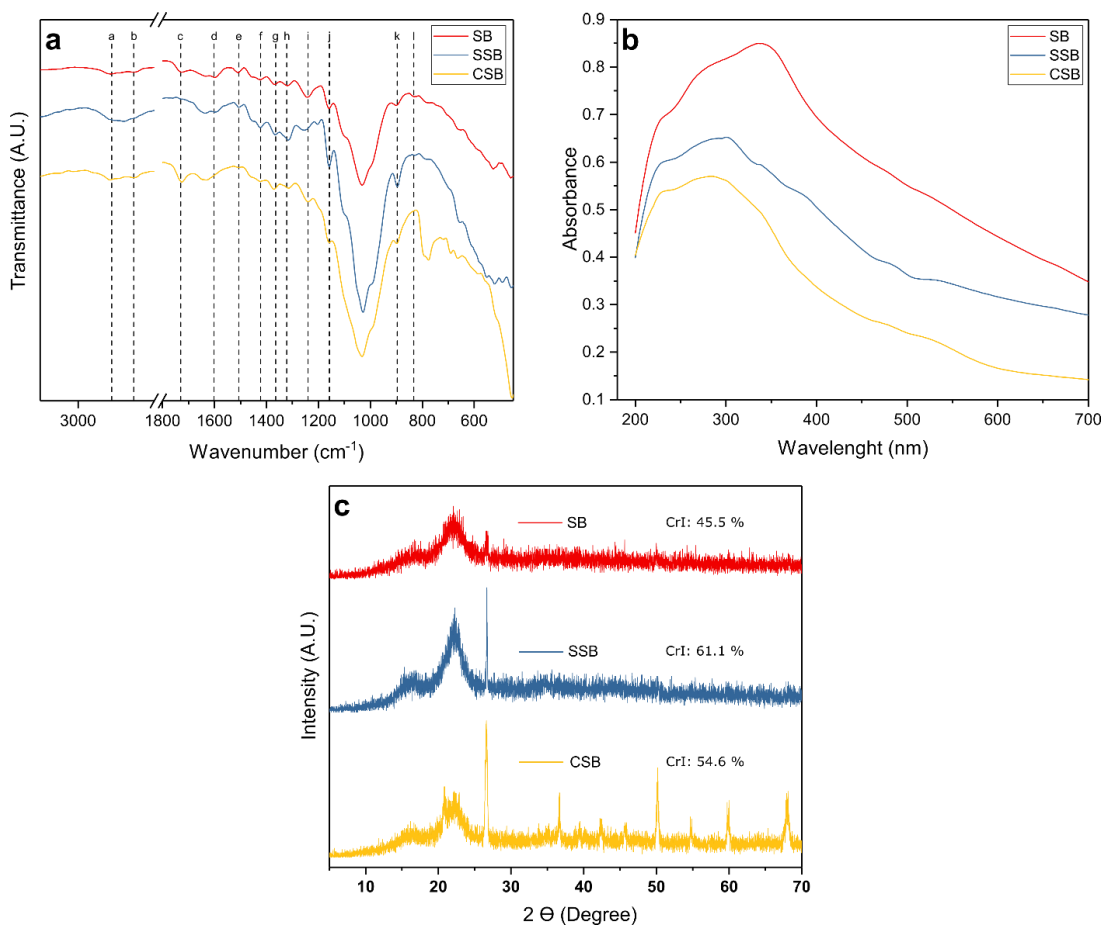 a
a b c d e f g h i j k l
SB
SSB
CSB
Transmittance (A.U.)
3000 1800 1600 1400 1200 1000 800 600
Wavenumber (cm⁻¹)
b
SB
SSB
CSB
Absorbance
0.9
0.8
0.7
0.6
0.5
0.4
0.3
0.2
0.1
200 300 400 500 600 700
Wavelenght (nm)
c
SB CrI: 45.5 %
SSB CrI: 61.1 %
CSB CrI: 54.6 %
Intensity (A.U.)
10 20 30 40 50 60 70
2 Θ (Degree)